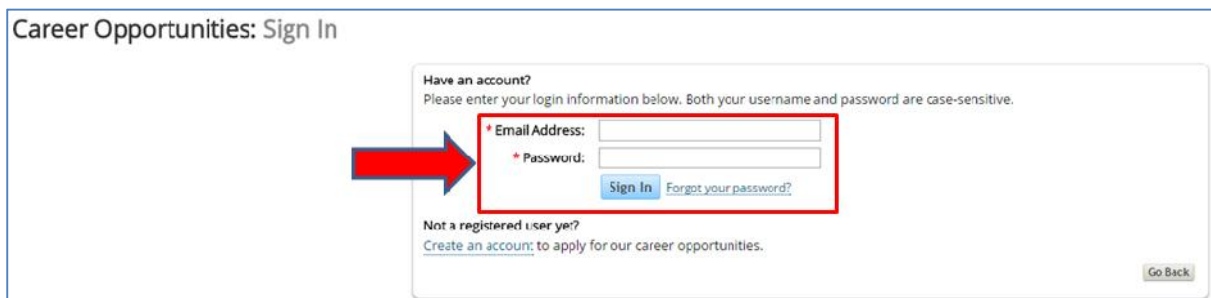 Career Opportunities: Sign In
Have an account?
Please enter your login information below. Both your username and password are case-sensitive.
* Email Address:
* Password:
Sign In Forgot your password?
Not a registered user yet?
Create an account to apply for our career opportunities.
Go Back